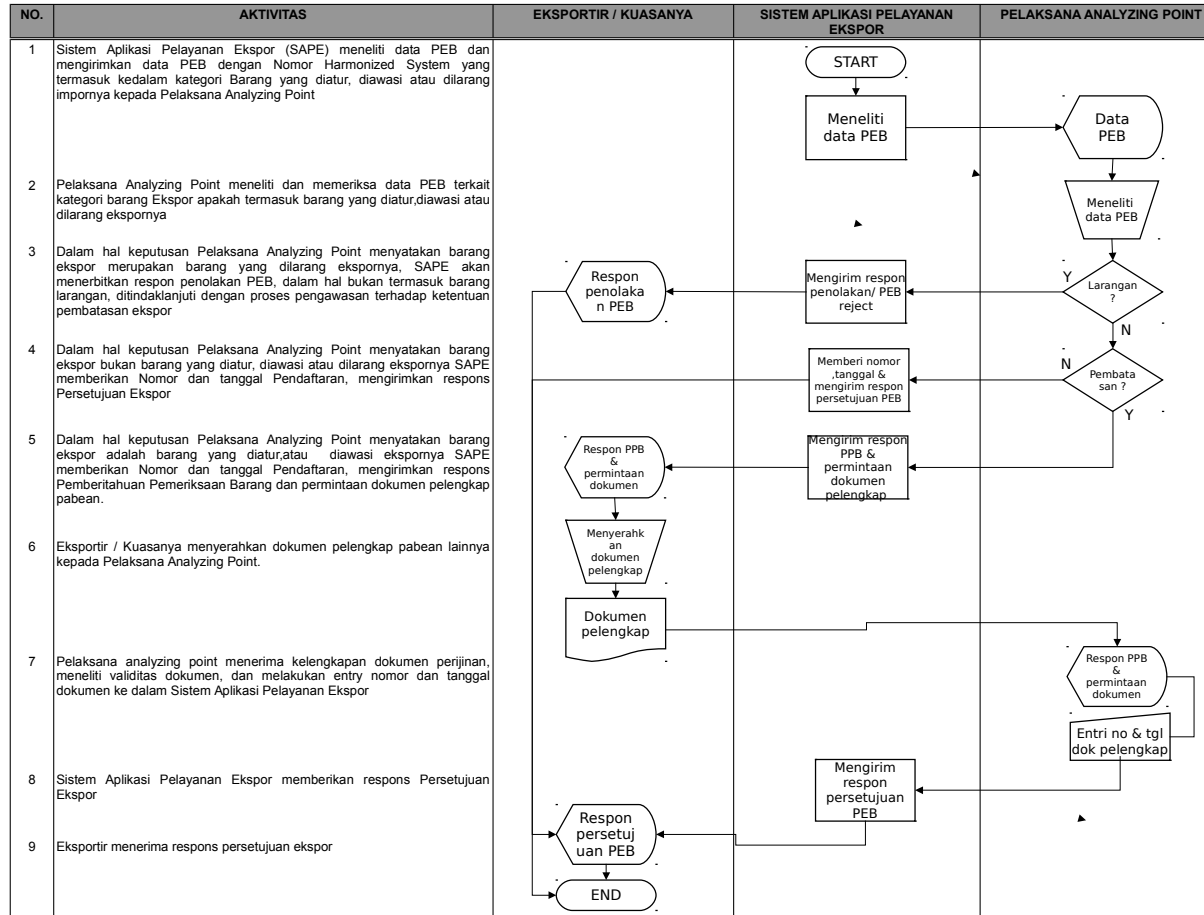 NO.
AKTIVITAS
EKSPORTIR / KUASANYA
SISTEM APLIKASI PELAYANAN
EKSPOR
PELAKSANA ANALYZING POINT
1
Sistem Aplikasi Pelayanan Ekspor (SAPE) meneliti data PEB dan
mengirimkan data PEB dengan Nomor Harmonized System yang
termasuk kedalam kategori Barang yang diatur, diawasi atau dilarang
impornya kepada Pelaksana Analyzing Point
START
Meneliti
data PEB
Data
PEB
2
Pelaksana Analyzing Point meneliti dan memeriksa data PEB terkait
kategori barang Ekspor apakah termasuk barang yang diatur,diawasi atau
dilarang ekspornya
Meneliti
data PEB
3
Dalam hal keputusan Pelaksana Analyzing Point menyatakan barang
ekspor merupakan barang yang dilarang ekspornya, SAPE akan
menerbitkan respon penolakan PEB, dalam hal bukan termasuk barang
larangan, ditindaklanjuti dengan proses pengawasan terhadap ketentuan
pembatasan ekspor
Respon
penolaka
n PEB
Mengirim respon
penolakan/ PEB
reject
Y
Larangan
?
N
4
Dalam hal keputusan Pelaksana Analyzing Point menyatakan barang
ekspor bukan barang yang diatur, diawasi atau dilarang ekspornya SAPE
memberikan Nomor dan tanggal Pendaftaran, mengirimkan respons
Persetujuan Ekspor
Memberi nomor
,tanggal &
mengirim respon
persetujuan PEB
N
Pembata
san ?
Y
5
Dalam hal keputusan Pelaksana Analyzing Point menyatakan barang
ekspor adalah barang yang diatur,atau diawasi ekspornya SAPE
memberikan Nomor dan tanggal Pendaftaran, mengirimkan respons
Pemberitahuan Pemeriksaan Barang dan permintaan dokumen pelengkap
pabean.
Respon PPB
&
permintaan
dokumen
Mengirim respon
PPB &
permintaan
dokumen
pelengkap
6
Eksportir / Kuasanya menyerahkan dokumen pelengkap pabean lainnya
kepada Pelaksana Analyzing Point.
Menyerahk
an
dokumen
pelengkap
Dokumen
pelengkap
7
Pelaksana analyzing point menerima kelengkapan dokumen perijinan,
meneliti validitas dokumen, dan melakukan entry nomor dan tanggal
dokumen ke dalam Sistem Aplikasi Pelayanan Ekspor
Respon PPB
&
permintaan
dokumen
Entri no & tgl
dok pelengkap
8
Sistem Aplikasi Pelayanan Ekspor memberikan respons Persetujuan
Ekspor
Mengirim
respon
persetujuan
PEB
9
Eksportir menerima respons persetujuan ekspor
Respon
persetuj
uan PEB
END